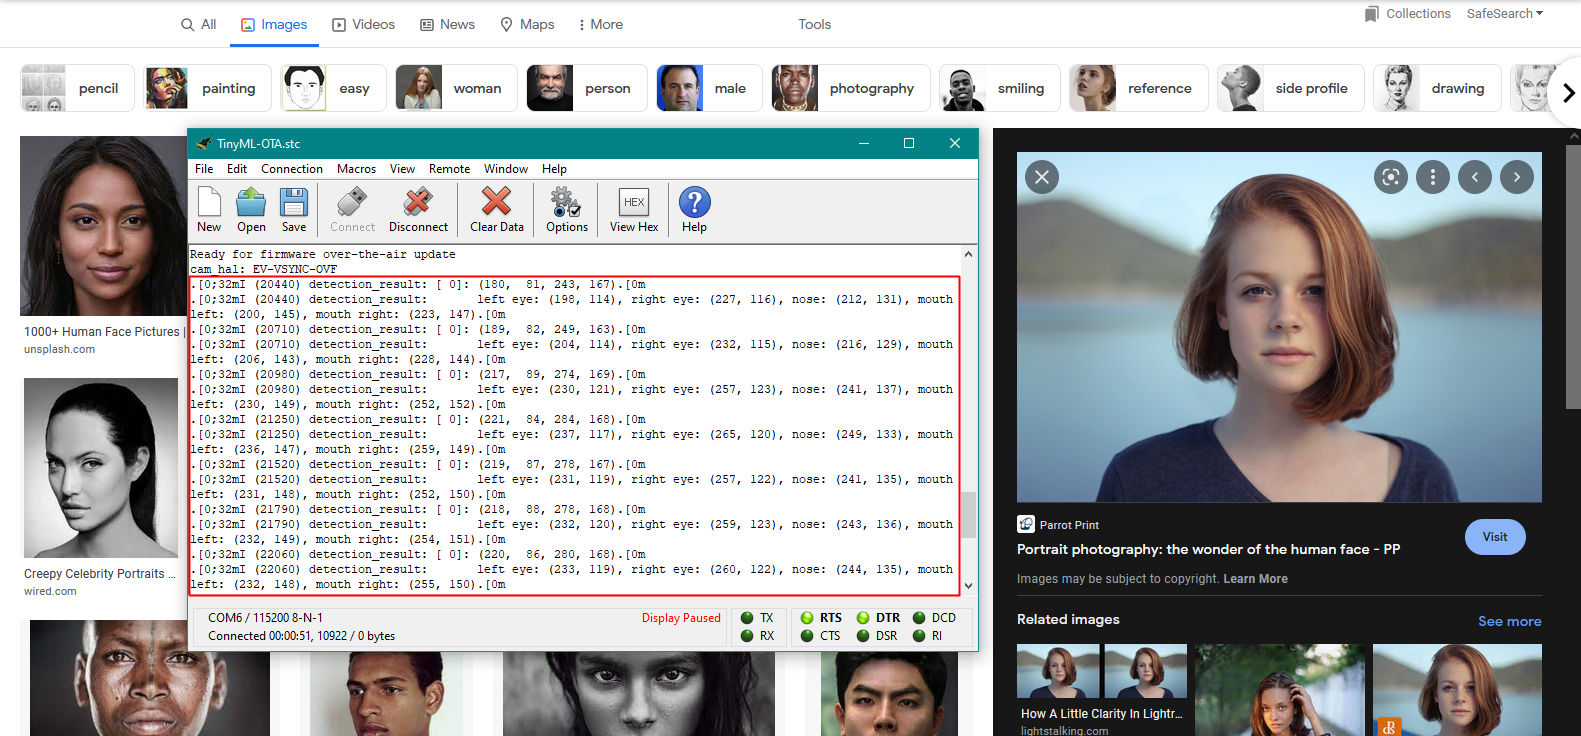 All
Images
Videos
News
Maps
More
Tools
Collections
SafeSearch
pencil
painting
easy
woman
person
male
photography
smiling
reference
side profile
drawing
1000+ Human Face Pictures |
unsplash.com
Creepy Celebrity Portraits ...
wired.com
TinyML-OTA.stc
File Edit Connection Macros View Remote Window Help
New
Open
Save
Connect
Disconnect
Clear Data
Options
HEX
View Hex
Help
Ready for firmware over-the-air update
cam_hal: EV-VSYNC-OVF
.[0;32mI (20440) detection_result: [ 0]: (180,  81, 243, 167).[0m
.[0;32mI (20440) detection_result:       left eye: (198, 114), right eye: (227, 116), nose: (212, 131), mouth
left: (200, 145), mouth right: (223, 147).[0m
.[0;32mI (20710) detection_result: [ 0]: (189,  82, 249, 163).[0m
.[0;32mI (20710) detection_result:       left eye: (204, 114), right eye: (232, 115), nose: (216, 129), mouth
left: (206, 143), mouth right: (228, 144).[0m
.[0;32mI (20980) detection_result: [ 0]: (217,  89, 274, 169).[0m
.[0;32mI (20980) detection_result:       left eye: (230, 121), right eye: (257, 123), nose: (241, 137), mouth
left: (230, 149), mouth right: (252, 152).[0m
.[0;32mI (21250) detection_result: [ 0]: (221,  84, 284, 168).[0m
.[0;32mI (21250) detection_result:       left eye: (237, 117), right eye: (265, 120), nose: (249, 133), mouth
left: (236, 147), mouth right: (259, 149).[0m
.[0;32mI (21520) detection_result: [ 0]: (219,  87, 278, 167).[0m
.[0;32mI (21520) detection_result:       left eye: (231, 119), right eye: (257, 122), nose: (241, 135), mouth
left: (231, 148), mouth right: (252, 150).[0m
.[0;32mI (21790) detection_result: [ 0]: (218,  88, 278, 168).[0m
.[0;32mI (21790) detection_result:       left eye: (232, 120), right eye: (259, 123), nose: (243, 136), mouth
left: (232, 149), mouth right: (254, 151).[0m
.[0;32mI (22060) detection_result: [ 0]: (220,  86, 280, 168).[0m
.[0;32mI (22060) detection_result:       left eye: (233, 119), right eye: (260, 122), nose: (244, 135), mouth
left: (232, 148), mouth right: (255, 150).[0m
COM6 / 115200 8-N-1
Display Paused
Connected 00:00:51, 10922 / 0 bytes
TX
RTS
DTR
DCD
RX
CTS
DSR
RI
Parrot Print
Portrait photography: the wonder of the human face - PP
Visit
Images may be subject to copyright. Learn More
Related images
See more
How A Little Clarity In Lightr...
lightstalking.com